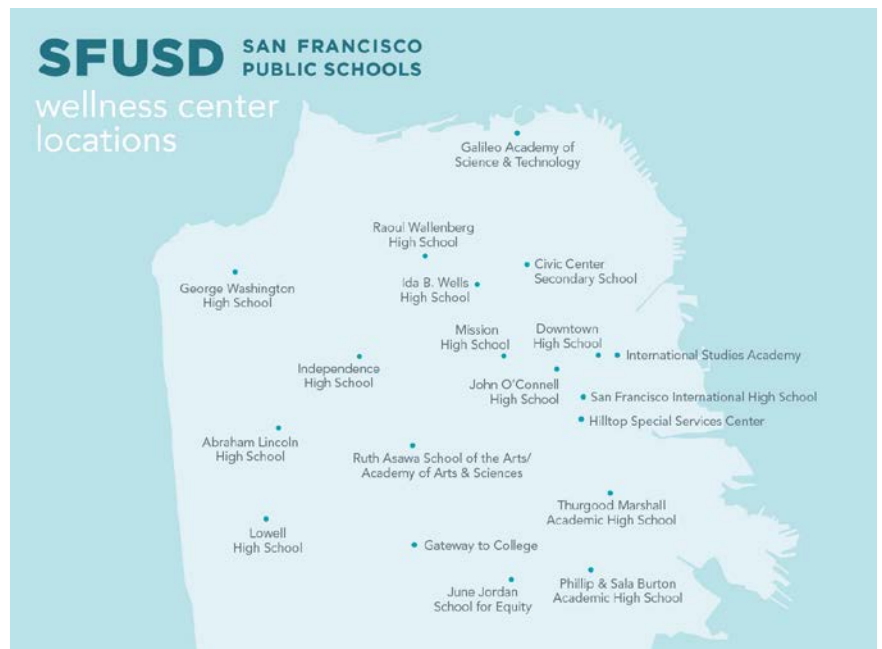 SFUSD SAN FRANCISCO
PUBLIC SCHOOLS
wellness center
locations
Galileo Academy of
Science & Technology
Raoul Wallenberg
High School
Civic Center
Secondary School
George Washington
High School
Ida B. Wells
High School
Mission
High School
Downtown
High School
International Studies Academy
Independence
High School
John O'Connell
High School
San Francisco International High School
Hilltop Special Services Center
Abraham Lincoln
High School
Ruth Asawa School of the Arts/
Academy of Arts & Sciences
Thurgood Marshall
Academic High School
Lowell
High School
Gateway to College
June Jordan
School for Equity
Phillip & Sala Burton
Academic High School